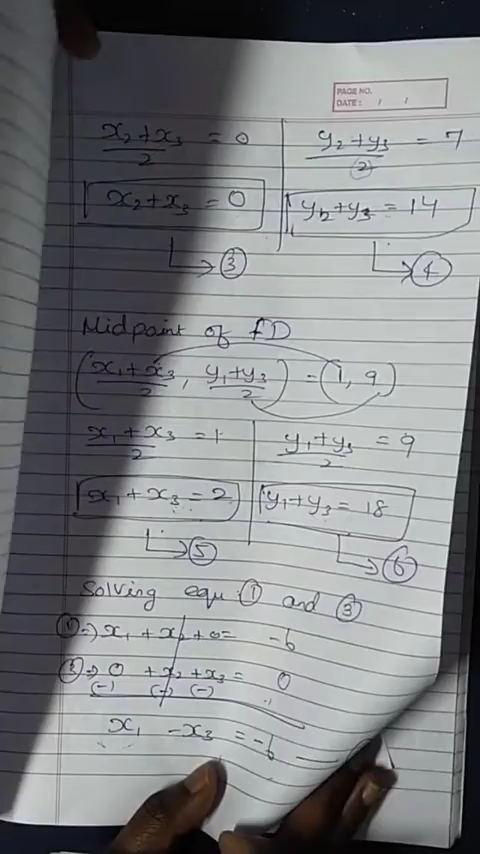 PAGE NO.
DATE: / /
x₂+x₃/2 = 0
y₂+y₃/2 = 7
x₂+x₃ = 0
y₂+y₃ = 14
③
④
Midpoint of FD
(x₁+x₃/2, y₁+y₃/2) = (1, 9)
x₁+x₃/2 = 1
y₁+y₃/2 = 9
x₁+x₃ = 2
y₁+y₃ = 18
⑤
⑥
Solving equ ① and ③
①⇒ x₁ + x₂ + 0 = -6
⇒ 0 + x₂ + x₃ = 0
(-) (-) (-)
x₁ - x₃ = -6 —